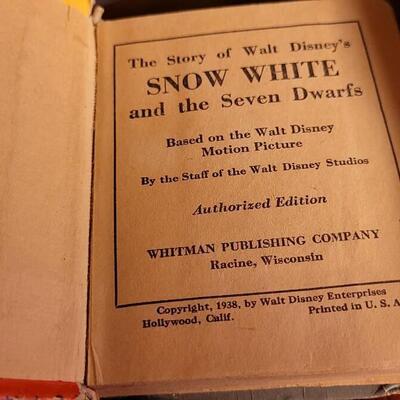 The Story of Walt Disney's
SNOW WHITE
and the Seven Dwarfs
Based on the Walt Disney
Motion Picture
By the Staff of the Walt Disney Studios
Authorized Edition
WHITMAN PUBLISHING COMPANY
Racine, Wisconsin
Copyright, 1938, by Walt Disney Enterprises
Hollywood, Calif. Printed in U. S. A